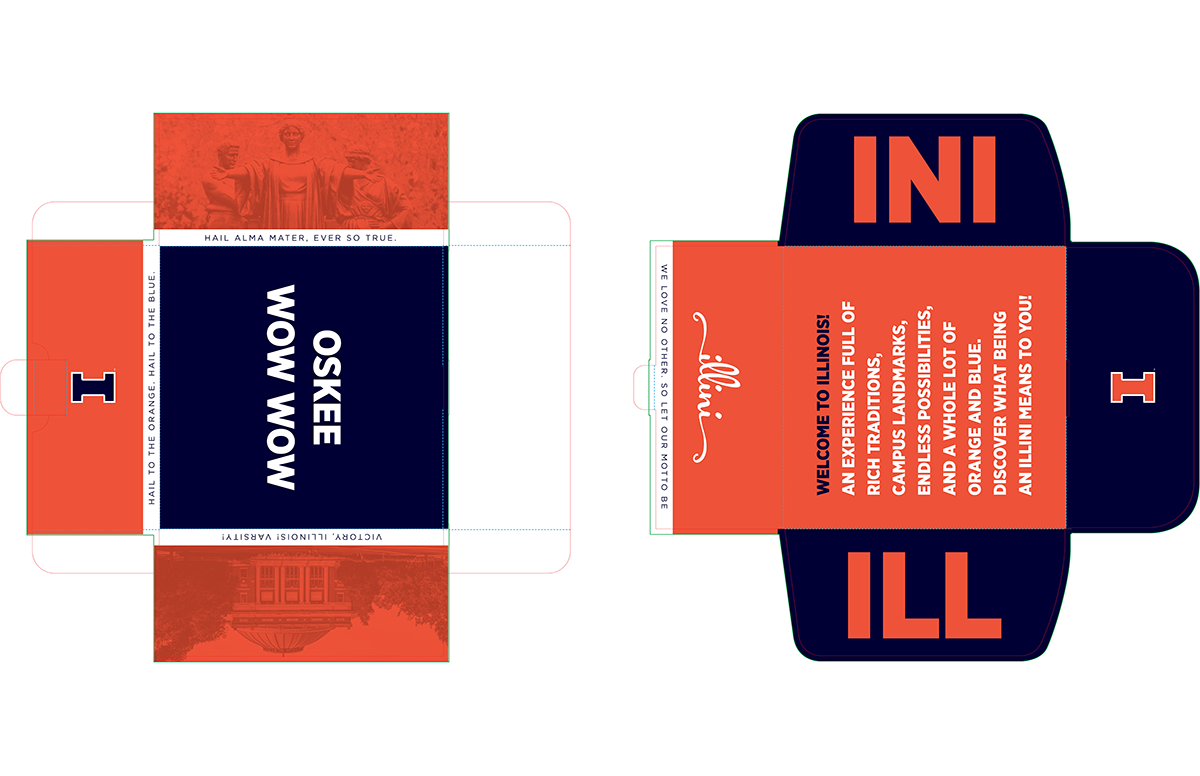 HAIL ALMA MATER, EVER SO TRUE.
HAIL TO THE ORANGE, HAIL TO THE BLUE.
I
OSKEE
WOW WOW
VICTORY, ILLINOIS! VARSITY!
INI
WE LOVE NO OTHER, SO LET OUR MOTTO BE
illini
WELCOME TO ILLINOIS!
AN EXPERIENCE FULL OF
RICH TRADITIONS,
CAMPUS LANDMARKS,
ENDLESS POSSIBILITIES,
AND A WHOLE LOT OF
ORANGE AND BLUE.
DISCOVER WHAT BEING
AN ILLINI MEANS TO YOU!
I
ILL